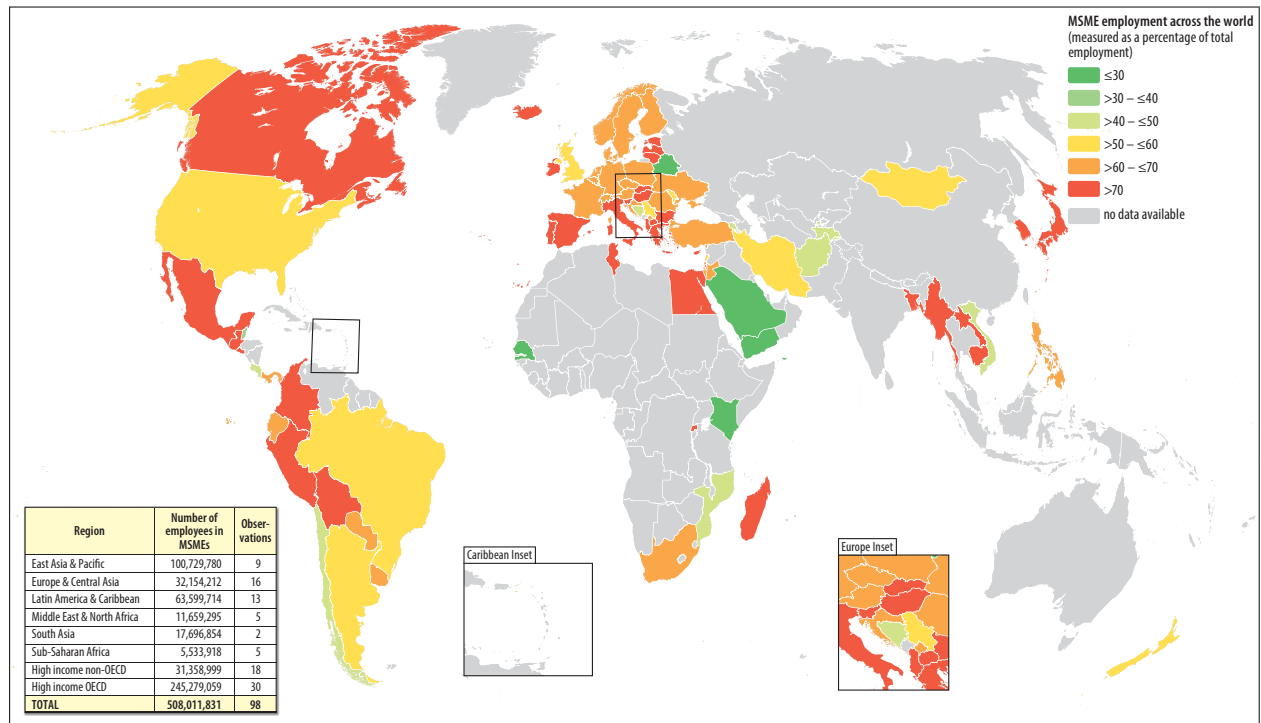 MSME employment across the world
(measured as a percentage of total
employment)
≤30
>30 – ≤40
>40 – ≤50
>50 – ≤60
>60 – ≤70
>70
no data available
Region
Number of
employees in
MSMEs
Obser-
vations
East Asia & Pacific 100,729,780 9
Europe & Central Asia 32,154,212 16
Latin America & Caribbean 63,599,714 13
Middle East & North Africa 11,659,295 5
South Asia 17,696,854 2
Sub-Saharan Africa 5,533,918 5
High income non-OECD 31,358,999 18
High income OECD 245,279,059 30
TOTAL 508,011,831 98
Caribbean Inset
Europe Inset